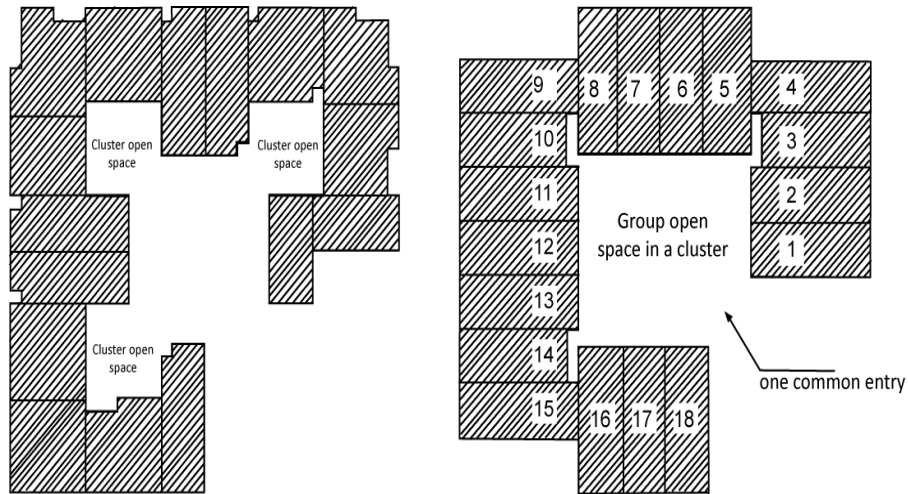 Cluster open
space
Cluster open
space
Cluster open
space
9
8
7
6
5
4
10
3
11
2
Group open
space in a cluster
12
1
13
14
one common entry
15
16
17
18